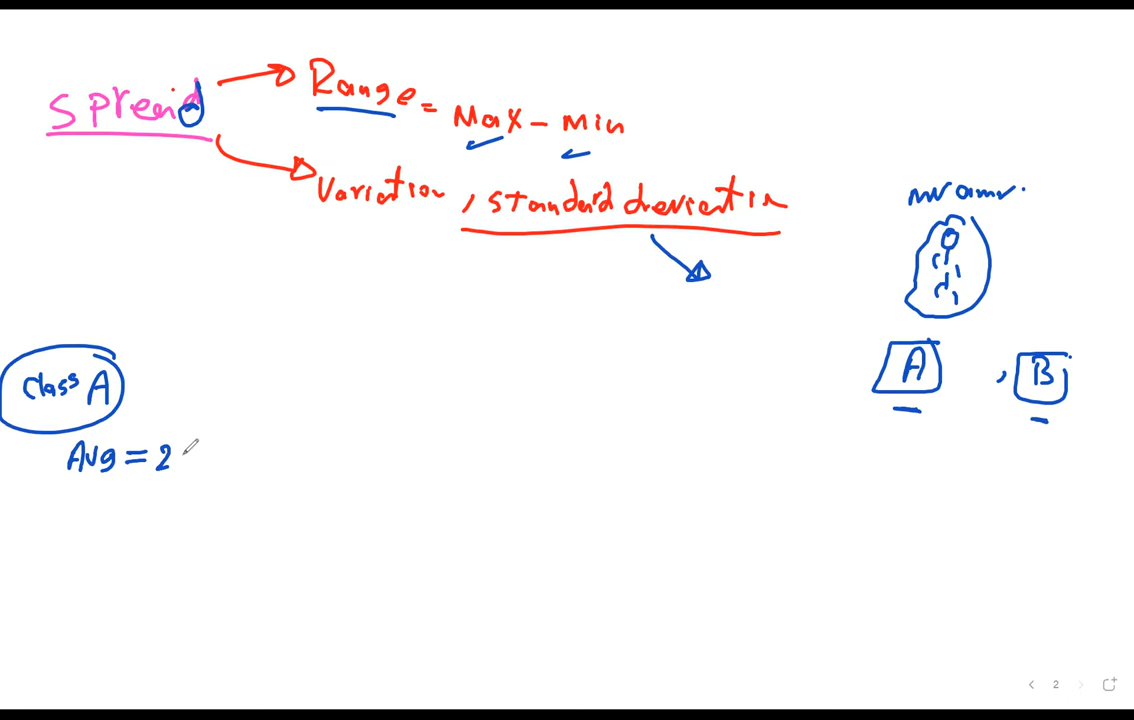 Spread
Range = Max - Min
Variation, standard deviation
A , B
Class A
Avg = 2
2